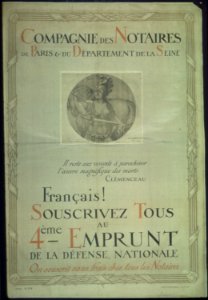 COMPAGNIE DES NOTAIRES
DE PARIS & DU DÉPARTEMENT DE LA SEINE
Il reste aux vivants à parachever
l'œuvre magnifique des morts.
CLEMENCEAU
Français!
SOUSCRIVEZ TOUS
AU
4ème EMPRUNT
DE LA DÉFENSE NATIONALE
On souscrit sans frais chez tous les Notaires